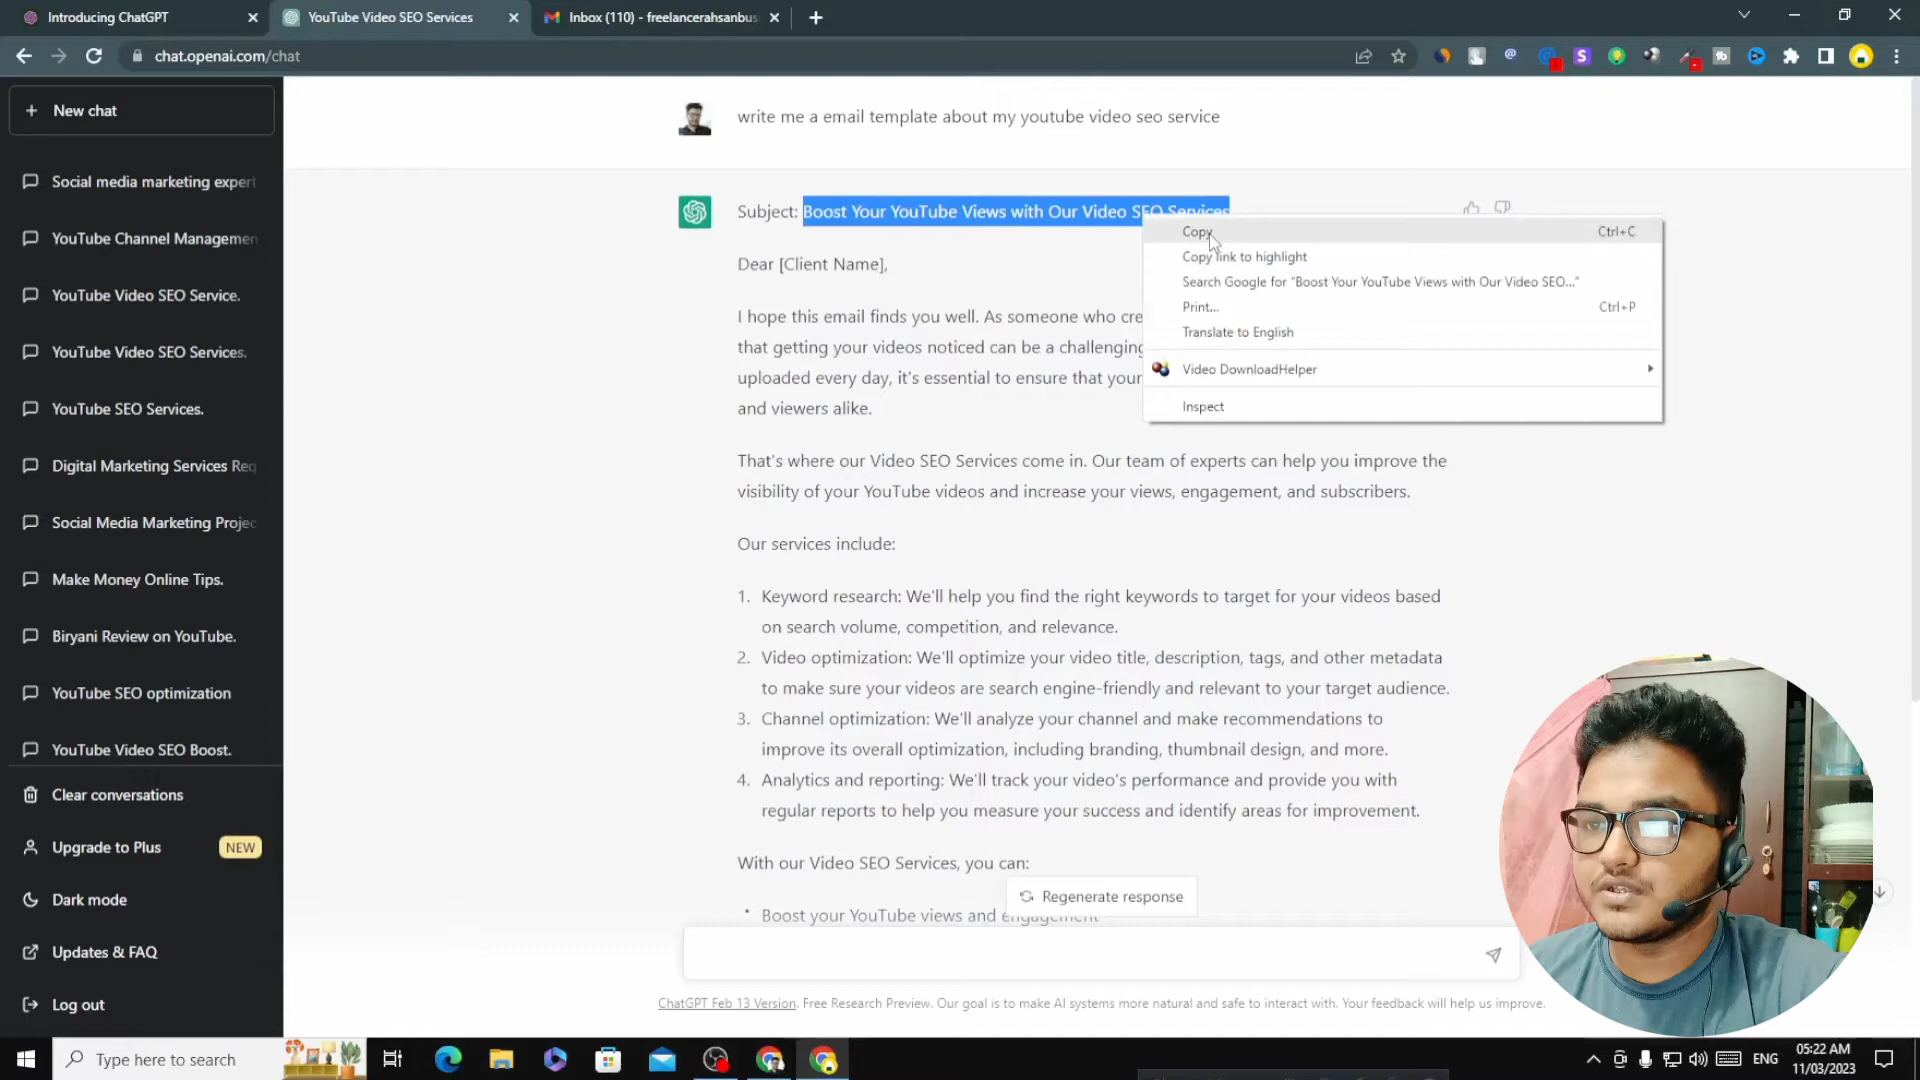 Introducing ChatGPT
YouTube Video SEO Services
Inbox (110) - freelancerahsanbus
chat.openai.com/chat
New chat
Social media marketing expert
YouTube Channel Managemen
YouTube Video SEO Service.
YouTube Video SEO Services.
YouTube SEO Services.
Digital Marketing Services Req
Social Media Marketing Projec
Make Money Online Tips.
Biryani Review on YouTube.
YouTube SEO optimization
YouTube Video SEO Boost.
Clear conversations
Upgrade to Plus NEW
Dark mode
Updates & FAQ
Log out
write me a email template about my youtube video seo service
Subject: Boost Your YouTube Views with Our Video SEO Services
Dear [Client Name],
I hope this email finds you well. As someone who cre
that getting your videos noticed can be a challenging
uploaded every day, it's essential to ensure that your
and viewers alike.
Copy Ctrl+C
Copy link to highlight
Search Google for “Boost Your YouTube Views with Our Video SEO...”
Print... Ctrl+P
Translate to English
Video DownloadHelper
Inspect
That's where our Video SEO Services come in. Our team of experts can help you improve the
visibility of your YouTube videos and increase your views, engagement, and subscribers.
Our services include:
1. Keyword research: We'll help you find the right keywords to target for your videos based
on search volume, competition, and relevance.
2. Video optimization: We'll optimize your video title, description, tags, and other metadata
to make sure your videos are search engine-friendly and relevant to your target audience.
3. Channel optimization: We'll analyze your channel and make recommendations to
improve its overall optimization, including branding, thumbnail design, and more.
4. Analytics and reporting: We'll track your video's performance and provide you with
regular reports to help you measure your success and identify areas for improvement.
With our Video SEO Services, you can:
• Boost your YouTube views and engagement
Regenerate response
ChatGPT Feb 13 Version. Free Research Preview. Our goal is to make AI systems more natural and safe to interact with. Your feedback will help us improve.
Type here to search
ENG
05:22 AM
11/03/2023